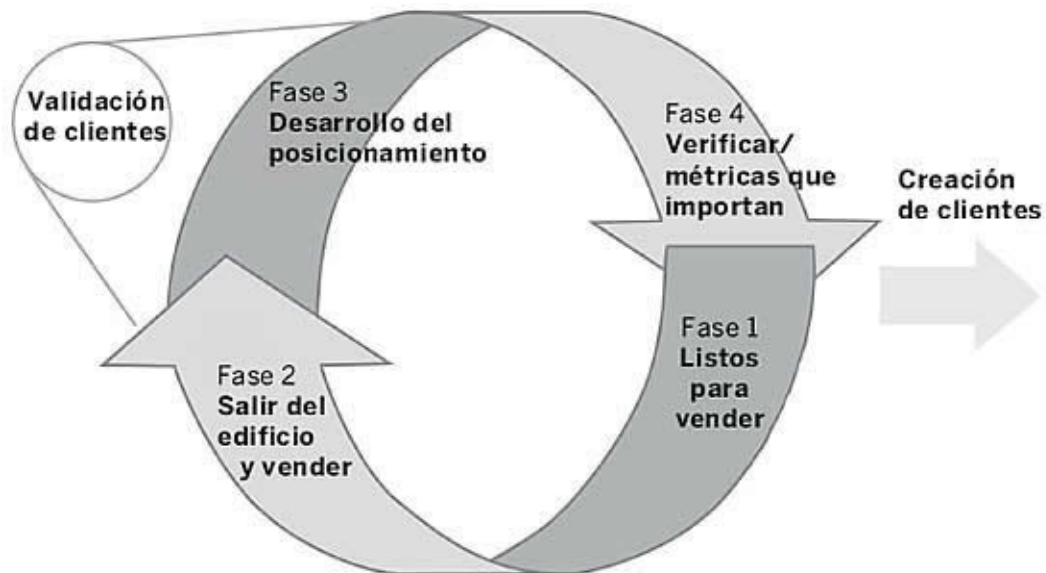 Validación
de clientes
Fase 3
Desarrollo del
posicionamiento
Fase 4
Verificar/
métricas que
importan
Creación
de clientes
Fase 1
Listos
para
vender
Fase 2
Salir del
edificio
y vender